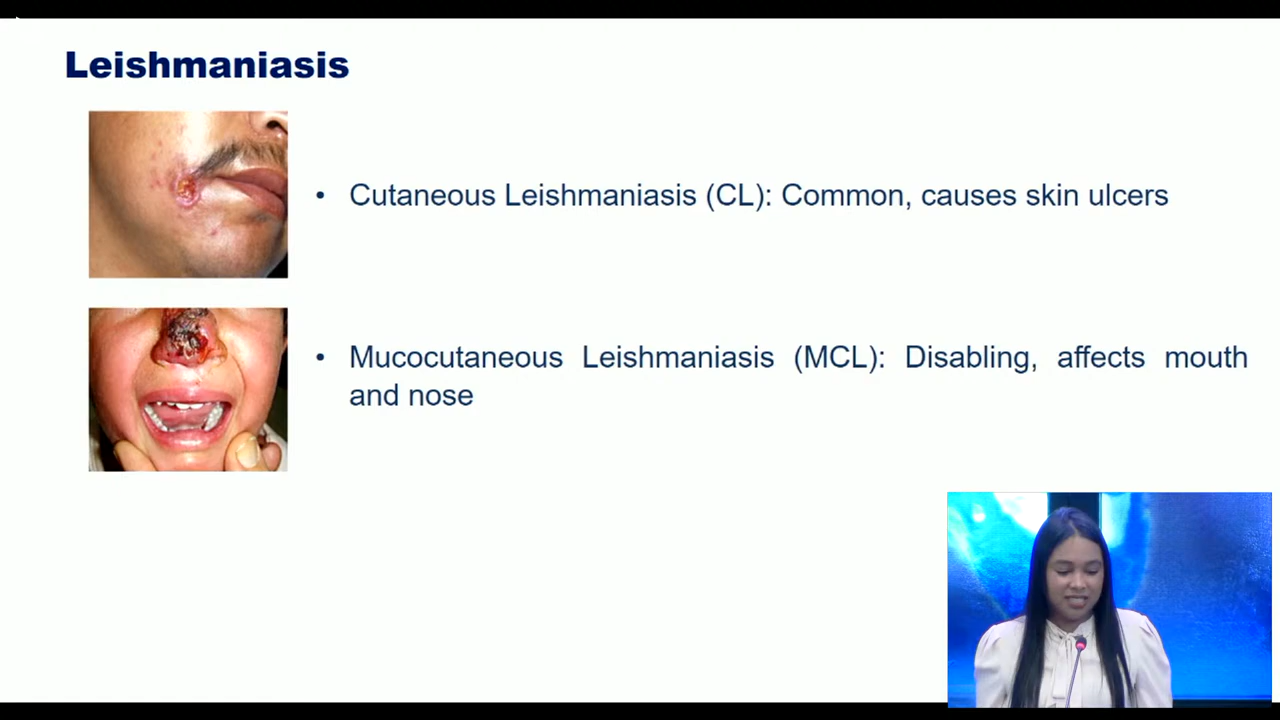 Leishmaniasis
• Cutaneous Leishmaniasis (CL): Common, causes skin ulcers
• Mucocutaneous Leishmaniasis (MCL): Disabling, affects mouth
and nose